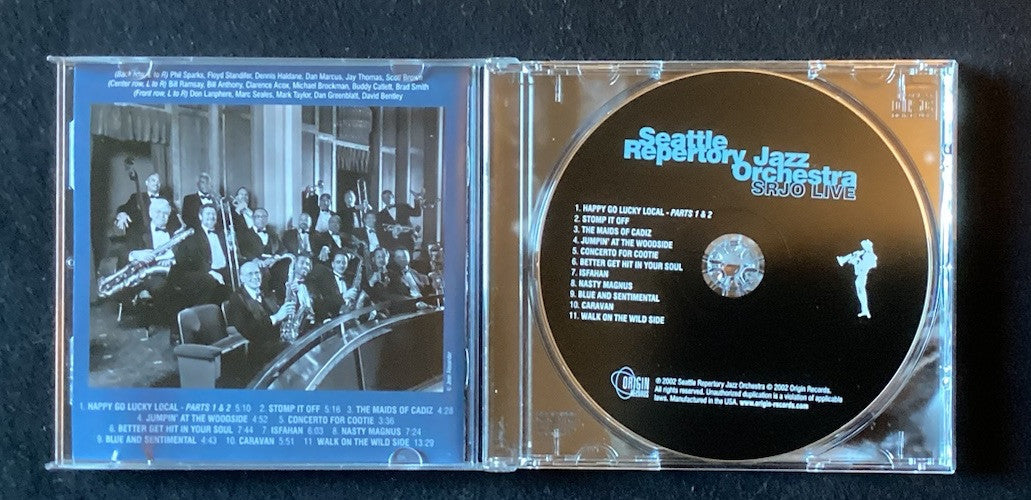 (Back row, L to R) Phil Sparks, Floyd Standifer, Dennis Haldane, Dan Marcus, Jay Thomas, Scott Brown
(Center row, L to R) Bill Ramsay, Bill Anthony, Clarence Acox, Michael Brockman, Buddy Catlett, Brad Smith
(Front row, L to R) Don Lanphere, Marc Seales, Mark Taylor, Dan Greenblatt, David Bentley
1. HAPPY GO LUCKY LOCAL - PARTS 1 & 2 5:10 2. STOMP IT OFF 5:16 3. THE MAIDS OF CADIZ 4:28
4. JUMPIN' AT THE WOODSIDE 4:52 5. CONCERTO FOR COOTIE 3:36
6. BETTER GET HIT IN YOUR SOUL 7:44 7. ISFAHAN 6:03 8. NASTY MAGNUS 7:24
9. BLUE AND SENTIMENTAL 4:43 10. CARAVAN 5:51 11. WALK ON THE WILD SIDE 13:29
Seattle
Repertory Jazz
Orchestra
SRJO LIVE
1. HAPPY GO LUCKY LOCAL - PARTS 1 & 2
2. STOMP IT OFF
3. THE MAIDS OF CADIZ
4. JUMPIN' AT THE WOODSIDE
5. CONCERTO FOR COOTIE
6. BETTER GET HIT IN YOUR SOUL
7. ISFAHAN
8. NASTY MAGNUS
9. BLUE AND SENTIMENTAL
10. CARAVAN
11. WALK ON THE WILD SIDE
ORIGIN
RECORDS
℗ 2002 Seattle Repertory Jazz Orchestra © 2002 Origin Records.
All rights reserved. Unauthorized duplication is a violation of applicable
laws. Manufactured in the USA. www.origin-records.com